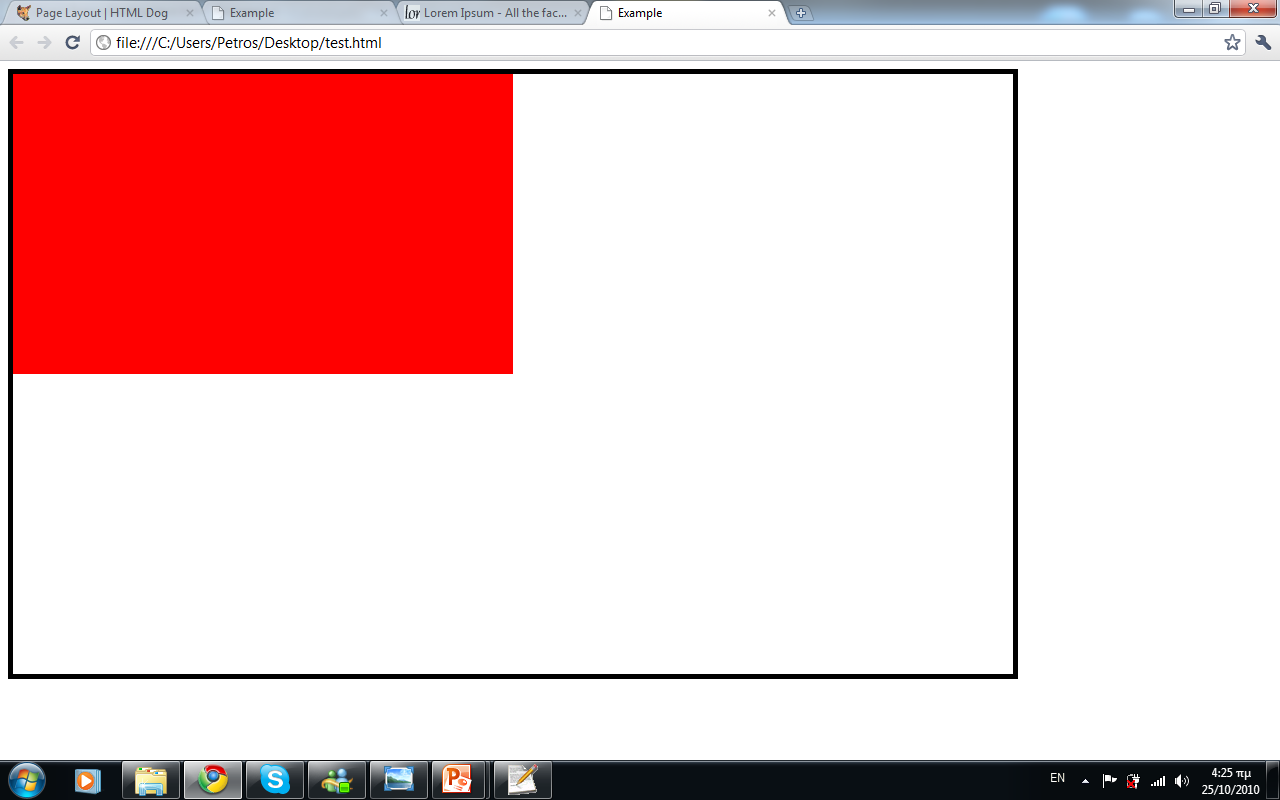 Page Layout | HTML Dog
Example
Lorem Ipsum - All the fac...
Example
file:///C:/Users/Petros/Desktop/test.html
EN
4:25 πμ
25/10/2010